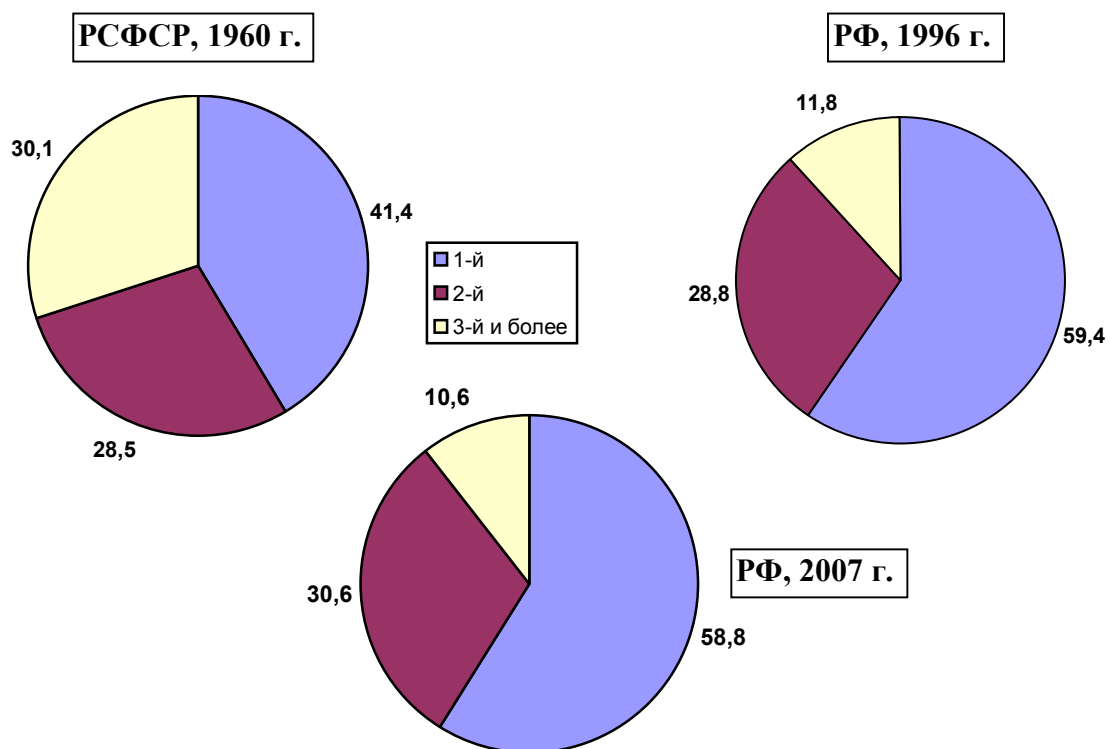 РСФСР, 1960 г.
РФ, 1996 г.
30,1
41,4
28,5
1-й
2-й
3-й и более
11,8
28,8
59,4
10,6
30,6
58,8
РФ, 2007 г.